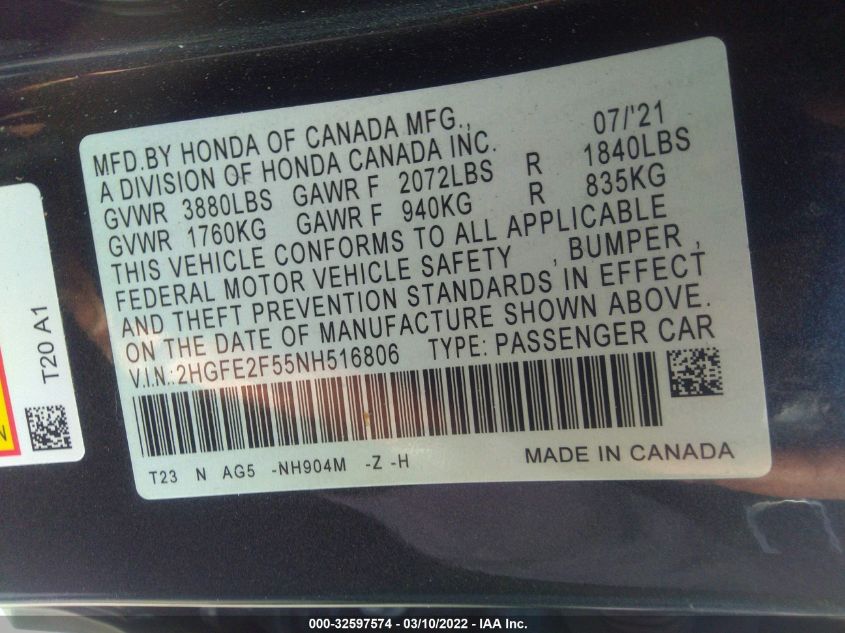 MFD.BY HONDA OF CANADA MFG., 07/'21
A DIVISION OF HONDA CANADA INC.
GVWR 3880LBS GAWR F 2072LBS R 1840LBS
GVWR 1760KG GAWR F 940KG R 835KG
THIS VEHICLE CONFORMS TO ALL APPLICABLE
FEDERAL MOTOR VEHICLE SAFETY , BUMPER ,
AND THEFT PREVENTION STANDARDS IN EFFECT
ON THE DATE OF MANUFACTURE SHOWN ABOVE.
V.I.N.: 2HGFE2F55NH516806 TYPE: PASSENGER CAR
T23 N AG5 -NH904M -Z -H MADE IN CANADA
T20 A1
N
000-32597574 - 03/10/2022 - IAA Inc.